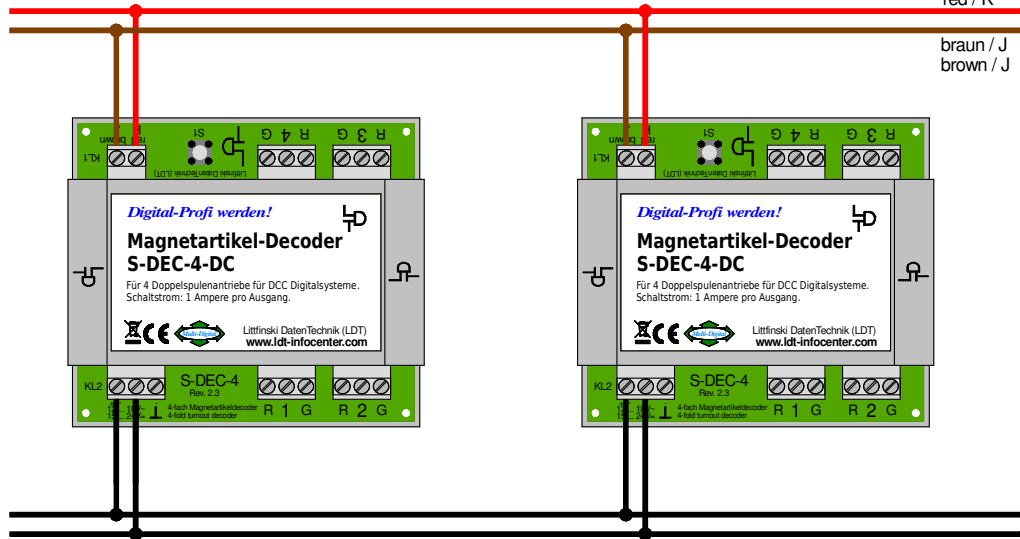 red / K
braun / J
brown / J
brown
red
S1
G 4 R
G 3 R
KL1
Littfinski DatenTechnik (LDT)
Digital-Profi werden!
Magnetartikel-Decoder
S-DEC-4-DC
Für 4 Doppelspulenantriebe für DCC Digitalsysteme.
Schaltstrom: 1 Ampere pro Ausgang.
Multi-Digital
Littfinski DatenTechnik (LDT)
www.ldt-infocenter.com
KL2
S-DEC-4
Rev. 2.3
4-fach Magnetartikeldecoder
4-fold turnout decoder
R 1 G
R 2 G
brown
red
S1
G 4 R
G 3 R
KL1
Littfinski DatenTechnik (LDT)
Digital-Profi werden!
Magnetartikel-Decoder
S-DEC-4-DC
Für 4 Doppelspulenantriebe für DCC Digitalsysteme.
Schaltstrom: 1 Ampere pro Ausgang.
Multi-Digital
Littfinski DatenTechnik (LDT)
www.ldt-infocenter.com
KL2
S-DEC-4
Rev. 2.3
4-fach Magnetartikeldecoder
4-fold turnout decoder
R 1 G
R 2 G